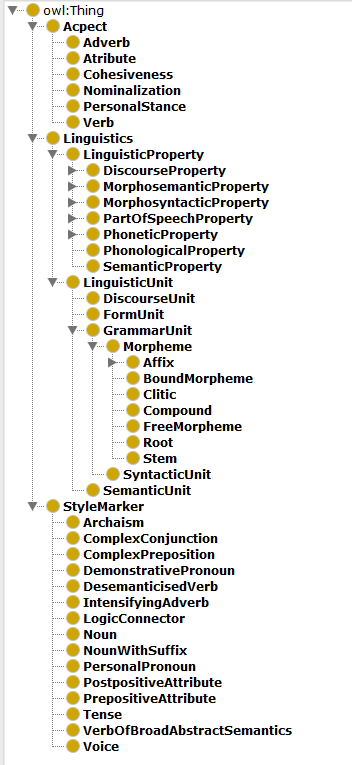 owl:Thing
Acpect
Adverb
Atribute
Cohesiveness
Nominalization
PersonalStance
Verb
Linguistics
LinguisticProperty
DiscourseProperty
MorphosemanticProperty
MorphosyntacticProperty
PartOfSpeechProperty
PhoneticProperty
PhonologicalProperty
SemanticProperty
LinguisticUnit
DiscourseUnit
FormUnit
GrammarUnit
Morpheme
Affix
BoundMorpheme
Clitic
Compound
FreeMorpheme
Root
Stem
SyntacticUnit
SemanticUnit
StyleMarker
Archaism
ComplexConjunction
ComplexPreposition
DemonstrativePronoun
DesemanticisedVerb
IntensifyingAdverb
LogicConnector
Noun
NounWithSuffix
PersonalPronoun
PostpositiveAttribute
PrepositiveAttribute
Tense
VerbOfBroadAbstractSemantics
Voice